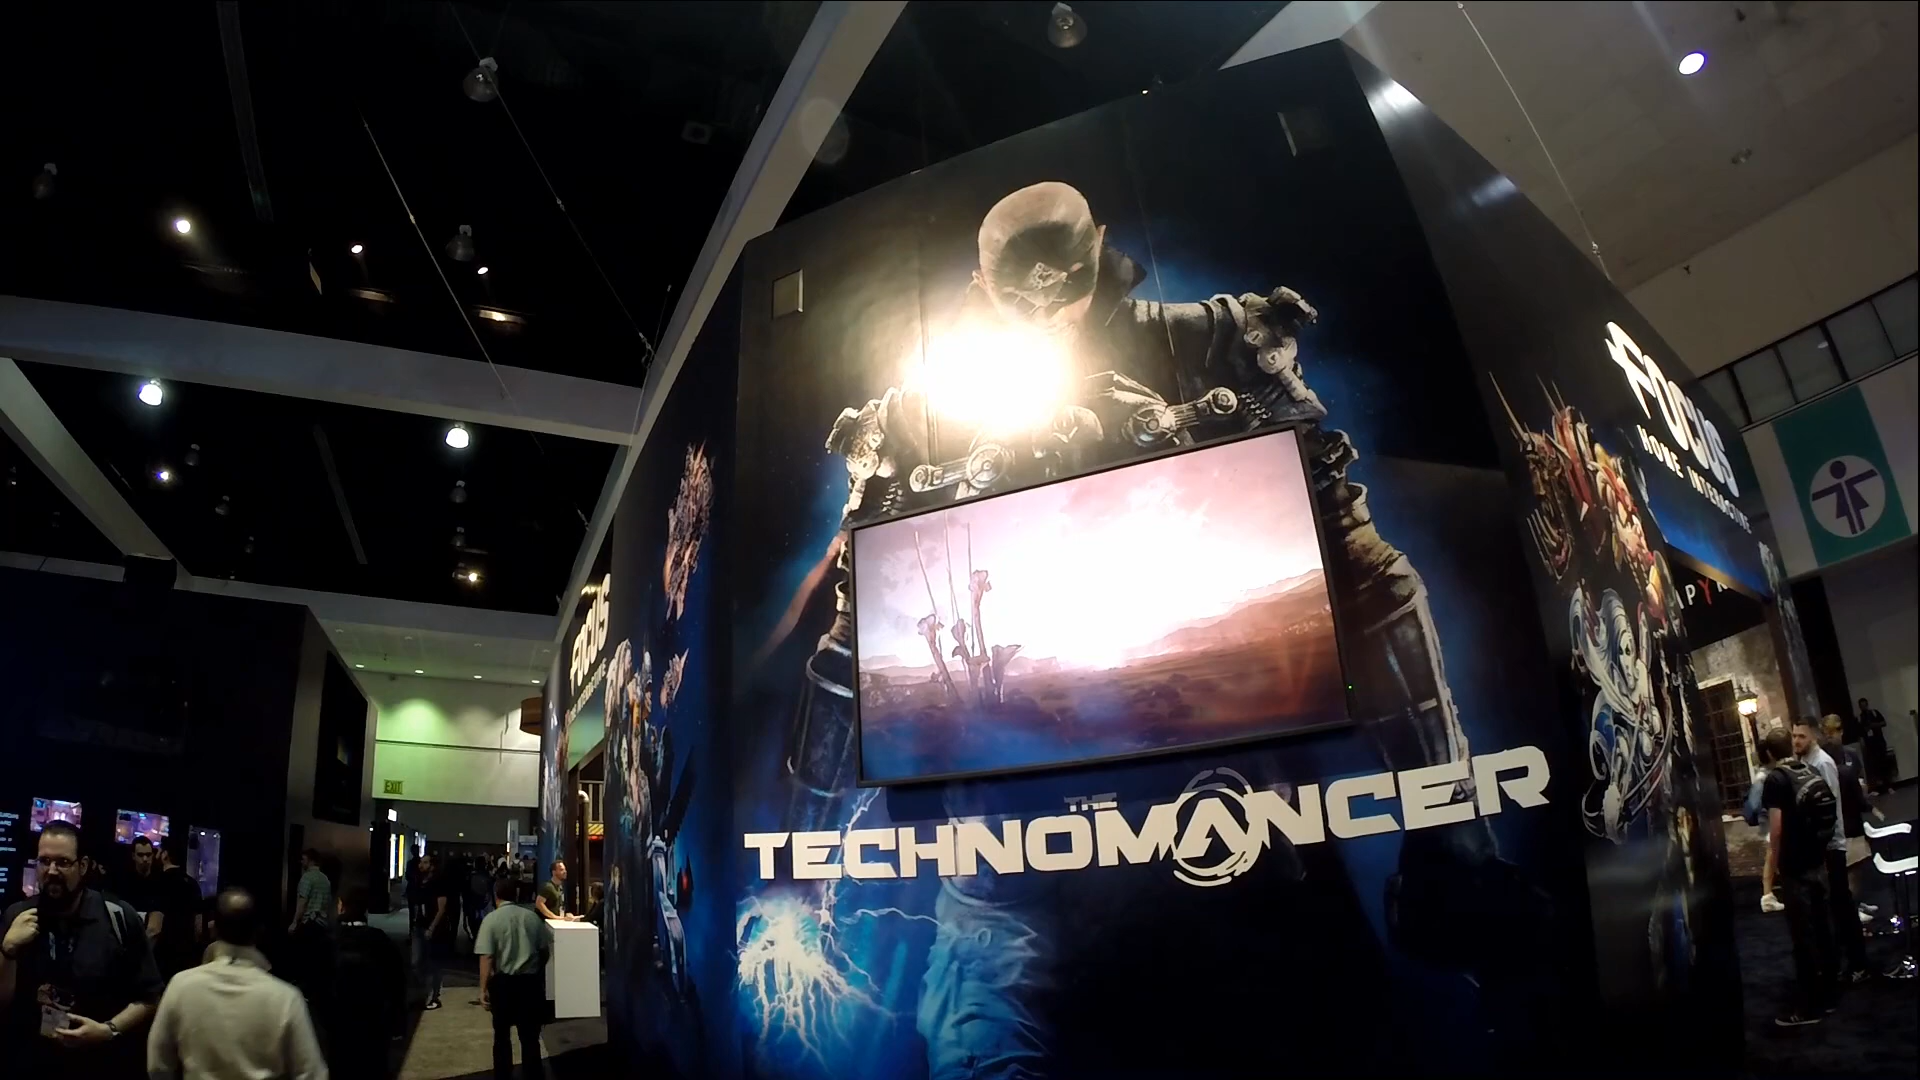 FOCUS
HOME INTERACTIVE
FOCUS
THE
TECHNOMANCER
EXIT